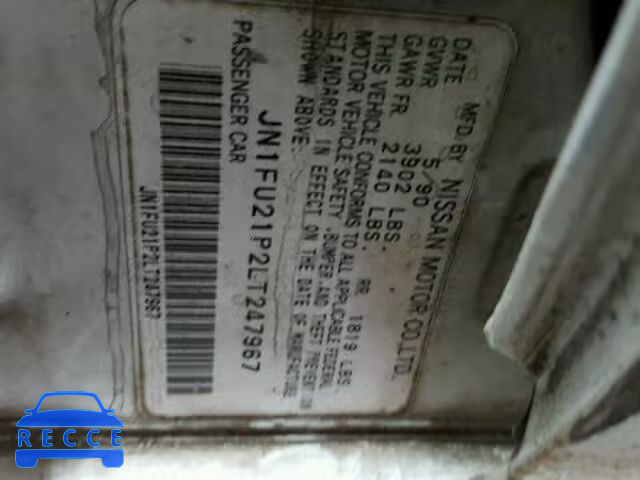 MFD.BY NISSAN MOTOR CO.,LTD.
DATE 5/90
GVWR 3902 LBS.
GAWR FR 2140 LBS. RR 1819 LBS
THIS VEHICLE CONFORMS TO ALL APPLICABLE FEDERAL
MOTOR VEHICLE SAFETY ,BUMPER,AND THEFT PREVENTION
STANDARDS IN EFFECT ON THE DATE OF MANUFACTURE
SHOWN ABOVE.
JN1FU21P2LT247967
PASSENGER CAR
JN1FU21P2LT247967
RECCE